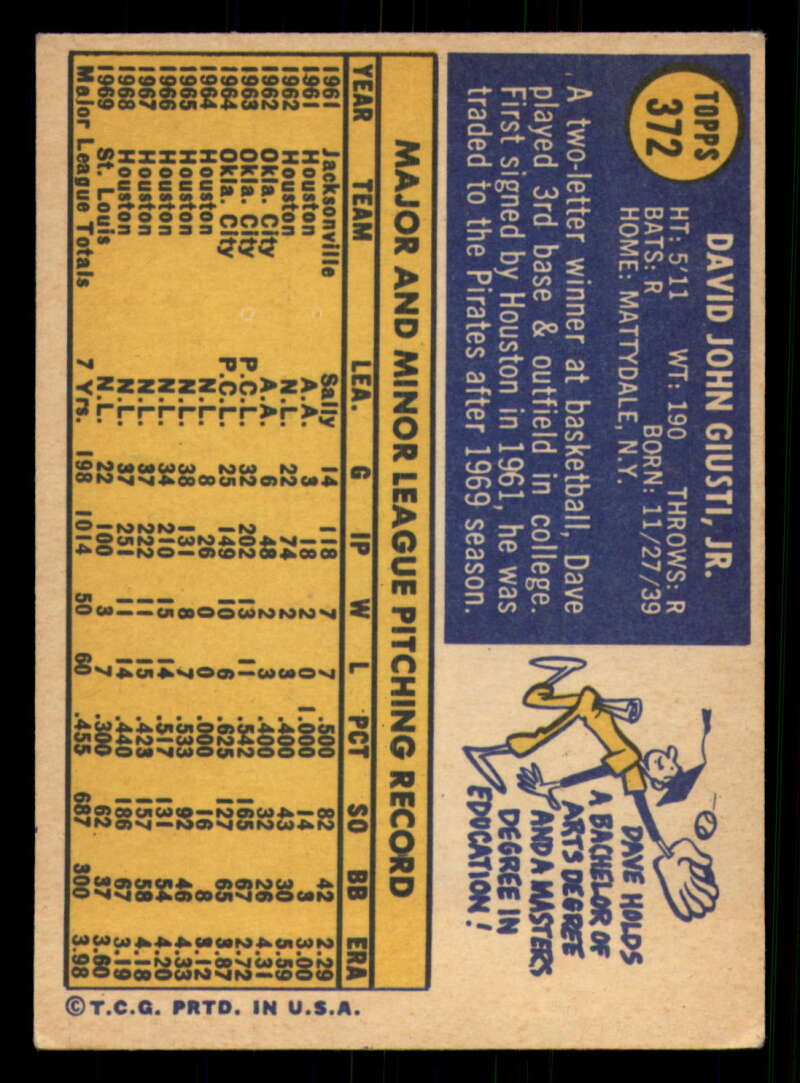 TOPPS
372
DAVID JOHN GIUSTI, JR.
HT: 5'11 WT: 190 THROWS: R
BATS: R BORN: 11/27/39
HOME: MATTYDALE, N.Y.
A two-letter winner at basketball, Dave
played 3rd base & outfield in college.
First signed by Houston in 1961, he was
traded to the Pirates after 1969 season.
DAVE HOLDS
A BACHELOR OF
ARTS DEGREE
AND A MASTERS
DEGREE IN
EDUCATION!
MAJOR AND MINOR LEAGUE PITCHING RECORD
YEAR TEAM LEA. G IP W L PCT SO BB ERA
1961 Jacksonville Sally 14 118 7 7 .500 82 42 2.29
1961 Houston A.A. 3 18 2 0 1.000 14 3 3.00
1962 Houston N.L. 22 74 2 3 .400 43 30 5.59
1962 Okla. City A.A. 6 48 2 3 .400 32 26 4.31
1963 Okla. City P.C.L. 32 202 13 11 .542 165 67 2.72
1964 Okla. City P.C.L. 25 149 10 6 .625 127 65 3.87
1964 Houston N.L. 8 26 0 0 .000 16 8 3.12
1965 Houston N.L. 38 131 8 7 .533 92 46 4.33
1966 Houston N.L. 34 210 15 14 .517 131 54 4.20
1967 Houston N.L. 37 222 11 15 .423 157 58 4.18
1968 Houston N.L. 37 251 11 14 .440 186 67 3.19
1969 St. Louis N.L. 22 100 3 7 .300 62 37 3.60
Major League Totals 7 Yrs. 198 1014 50 60 .455 687 300 3.98
© T.C.G. PRTD. IN U.S.A.